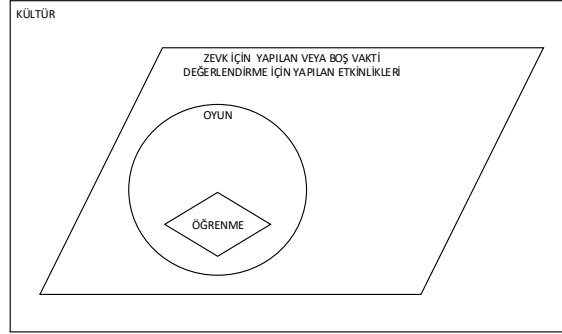 KÜLTÜR
ZEVK İÇİN YAPILAN VEYA BOŞ VAKTİ
DEĞERLENDİRME İÇİN YAPILAN ETKİNLİKLERİ
OYUN
ÖĞRENME